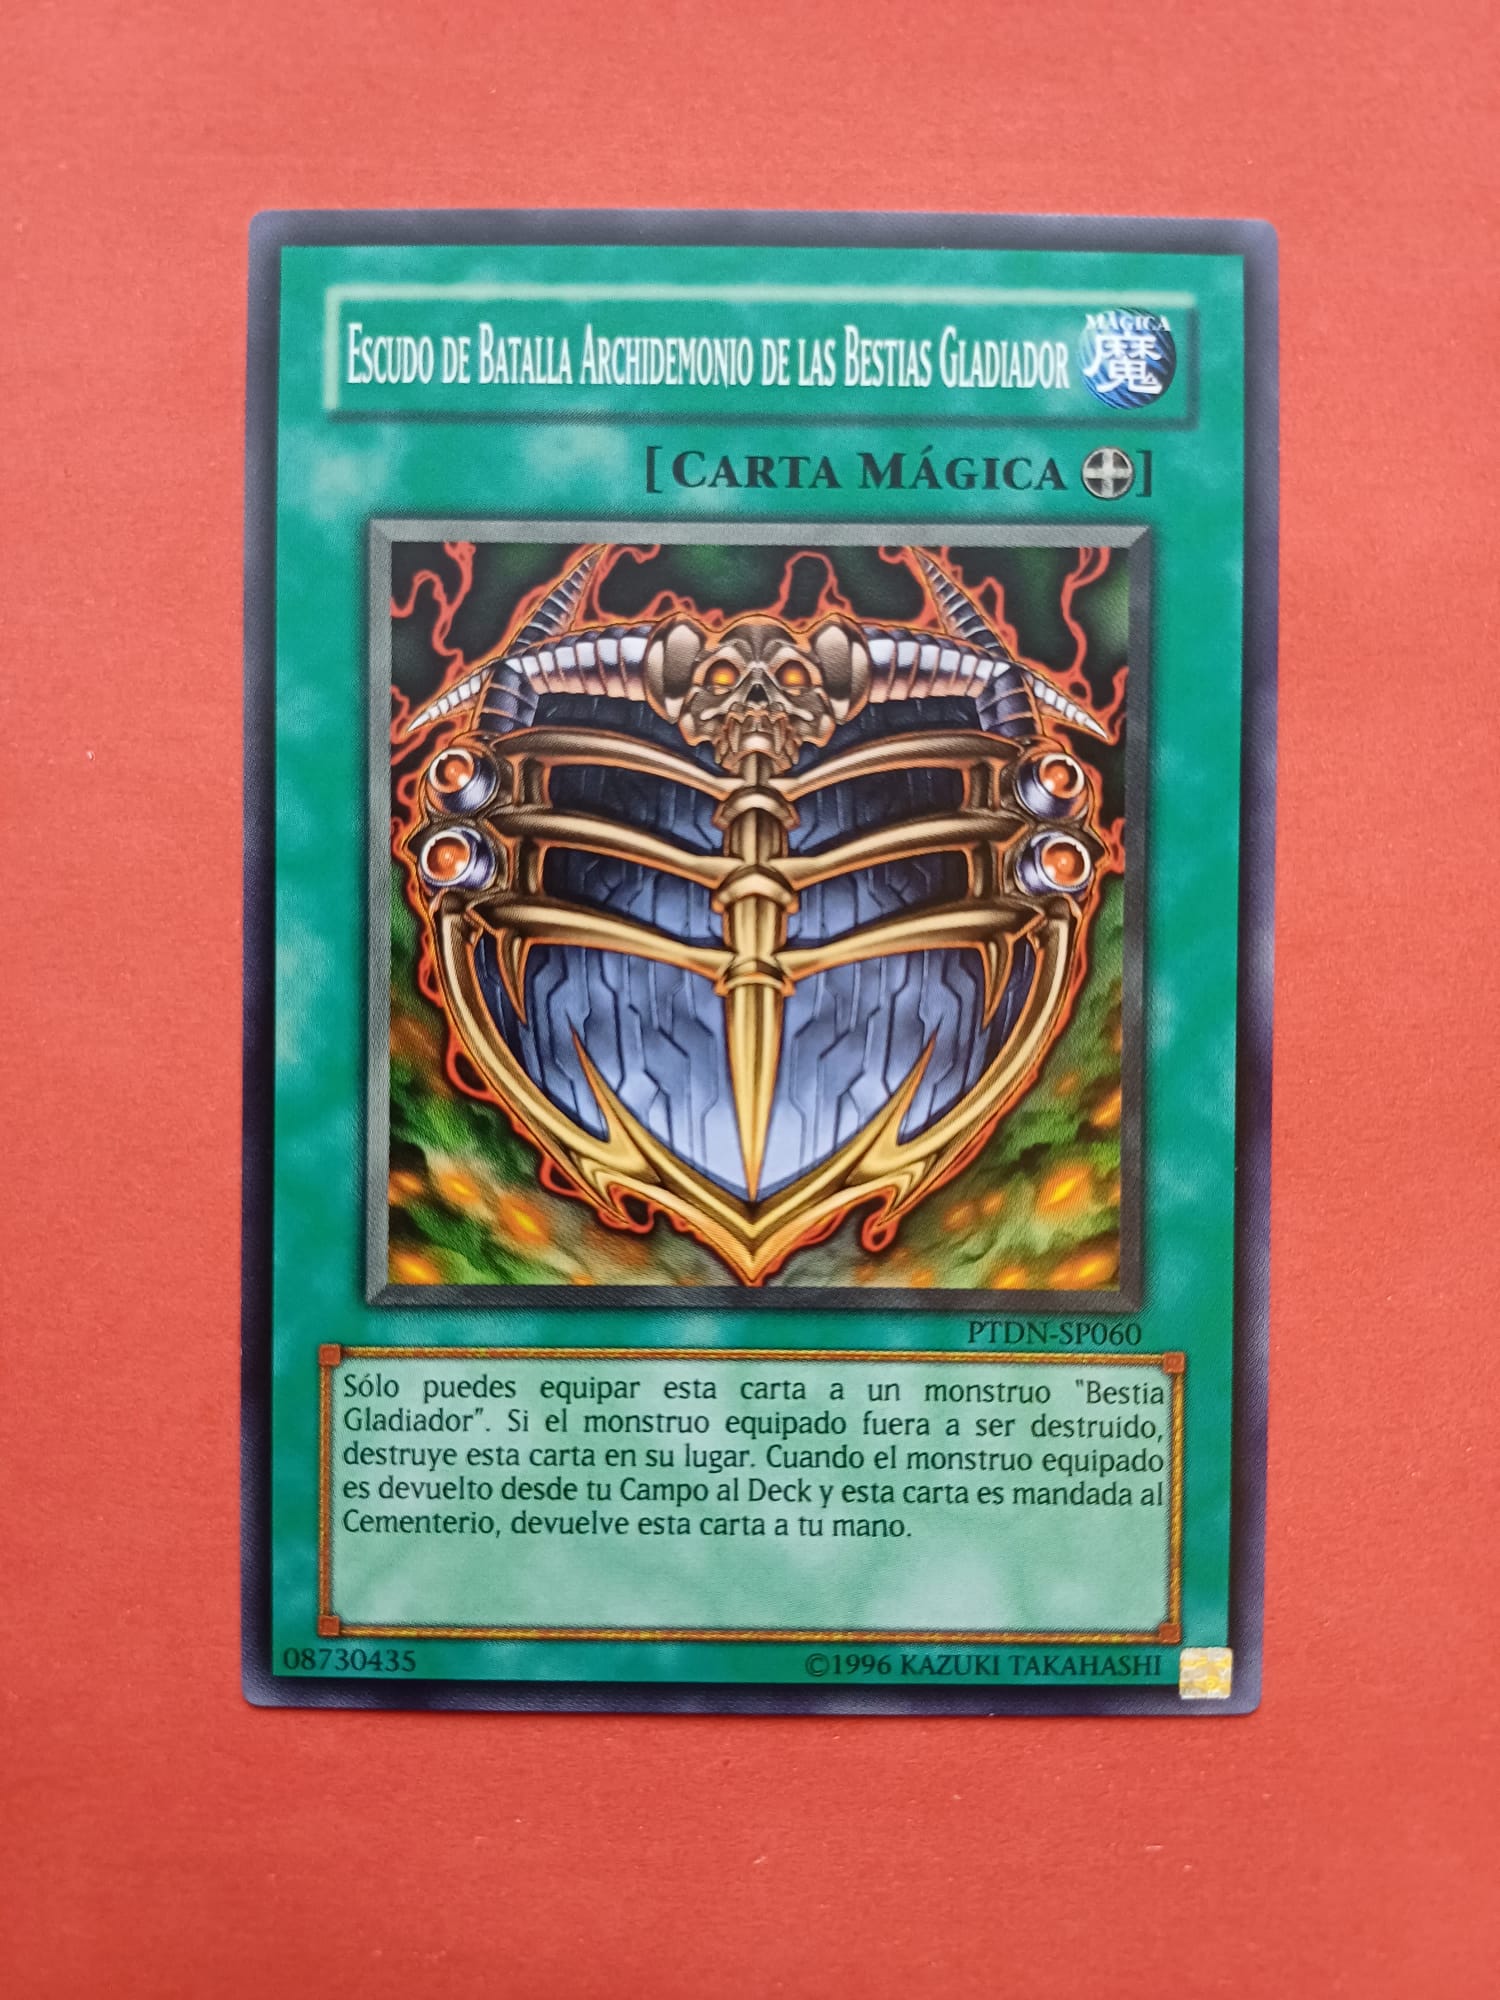 ESCUDO DE BATALLA ARCHIDEMONIO DE LAS BESTIAS GLADIADOR
MÁGICA
魔
[CARTA MÁGICA]
PTDN-SP060
Sólo puedes equipar esta carta a un monstruo "Bestia
Gladiador". Si el monstruo equipado fuera a ser destruido,
destruye esta carta en su lugar. Cuando el monstruo equipado
es devuelto desde tu Campo al Deck y esta carta es mandada al
Cementerio, devuelve esta carta a tu mano.
08730435
©1996 KAZUKI TAKAHASHI